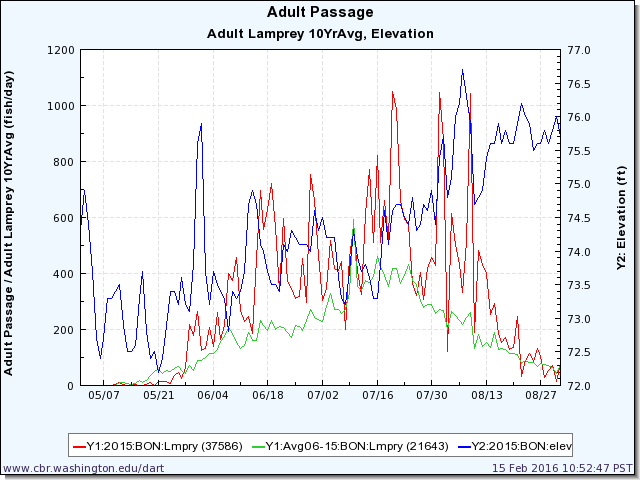 Adult Passage
Adult Lamprey 10YrAvg, Elevation
Adult Passage / Adult Lamprey 10YrAvg (fish/day)
1200
1000
800
600
400
200
0
77.0
76.5
76.0
75.5
75.0
74.5
74.0
73.5
73.0
72.5
72.0
Y2: Elevation (ft)
05/07 05/21 06/04 06/18 07/02 07/16 07/30 08/13 08/27
Y1:2015:BON:Lmpry (37586) Y1:Avg06-15:BON:Lmpry (21643) Y2:2015:BON:elev
www.cbr.washington.edu/dart 15 Feb 2016 10:52:47 PST